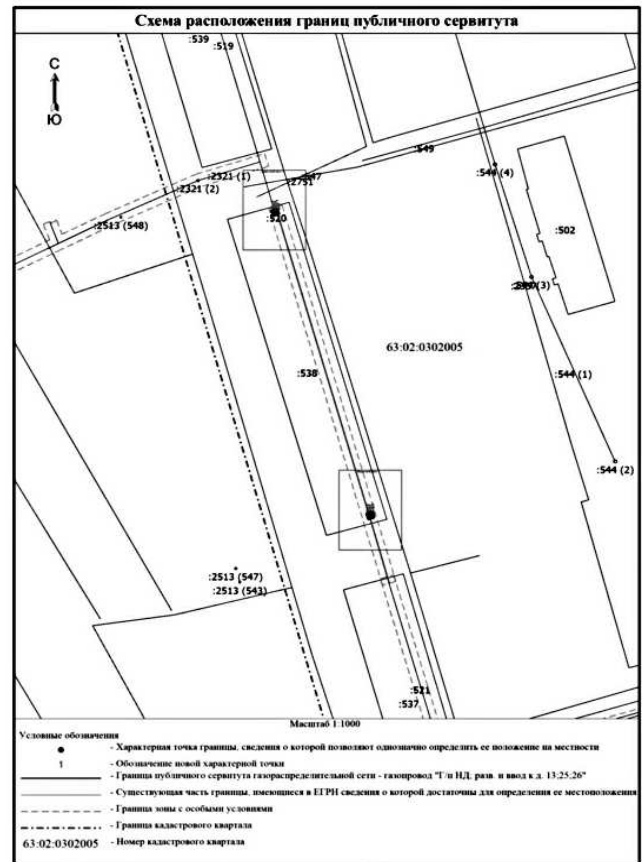 Схема расположения границ публичного сервитута
:539
:519
С
Ю
:549
:2321 (1)
:2751
:544 (4)
:2321 (2)
:520
:2513 (548)
:502
(3)
63:02:0302005
:538
:544 (1)
:544 (2)
:2513 (547)
:2513 (543)
:521
:537
Масштаб 1:1000
Условные обозначения
- Характерная точка границы, сведения о которой позволяют однозначно определить ее положение на местности
1 - Обозначение новой характерной точки
- Граница публичного сервитута газораспределительной сети - газопровод "Г/п НД, разв. и ввод к д. 13;25;26"
- Существующая часть границы, имеющиеся в ЕГРН сведения о которой достаточны для определения ее местоположения
- Граница зоны с особыми условиями
- Граница кадастрового квартала
63:02:0302005 - Номер кадастрового квартала